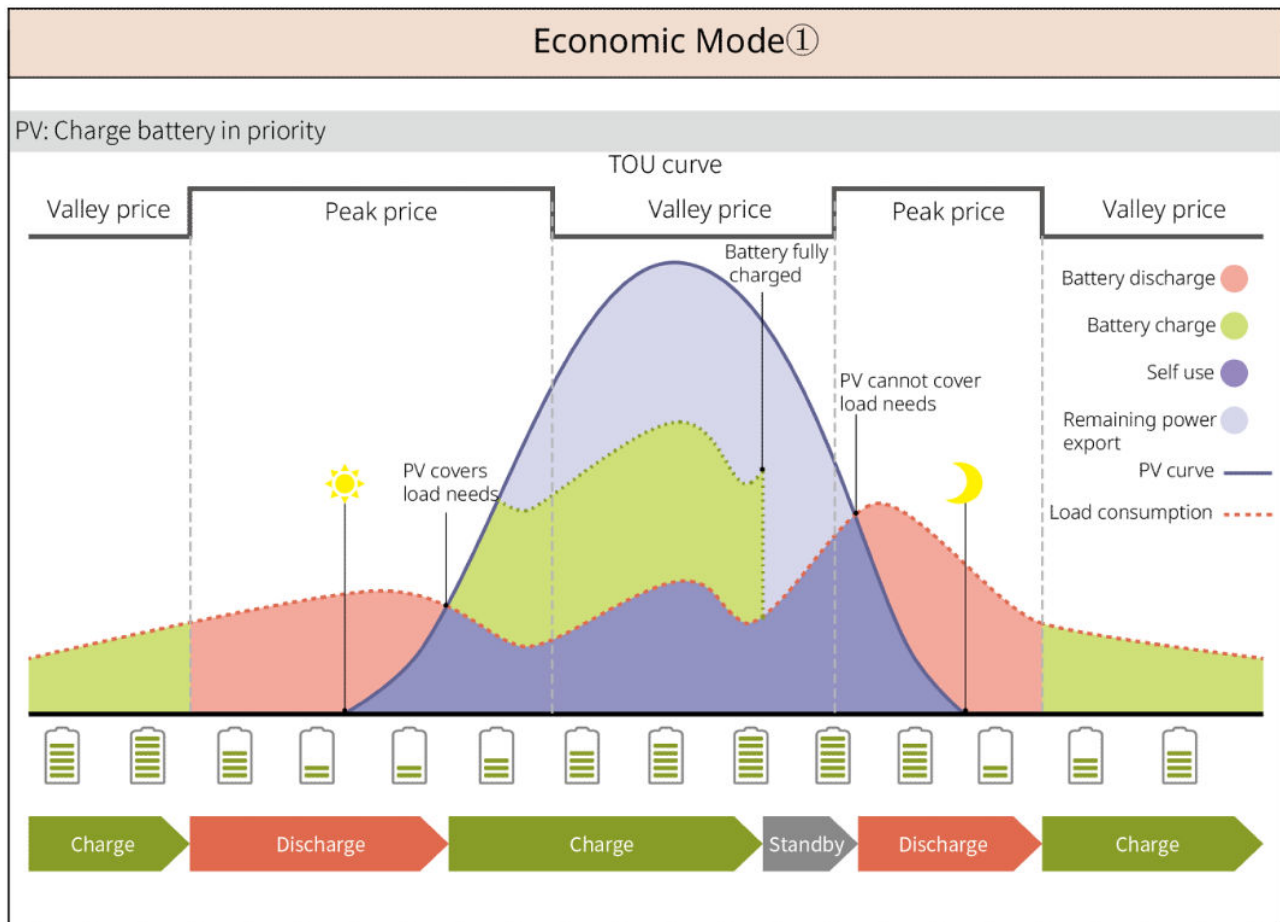 Economic Mode①
PV: Charge battery in priority
TOU curve
Valley price
Peak price
Valley price
Peak price
Valley price
Battery fully
charged
Battery discharge
Battery charge
Self use
Remaining power
export
PV curve
Load consumption
PV cannot cover
load needs
PV covers
load needs
Charge
Discharge
Charge
Standby
Discharge
Charge